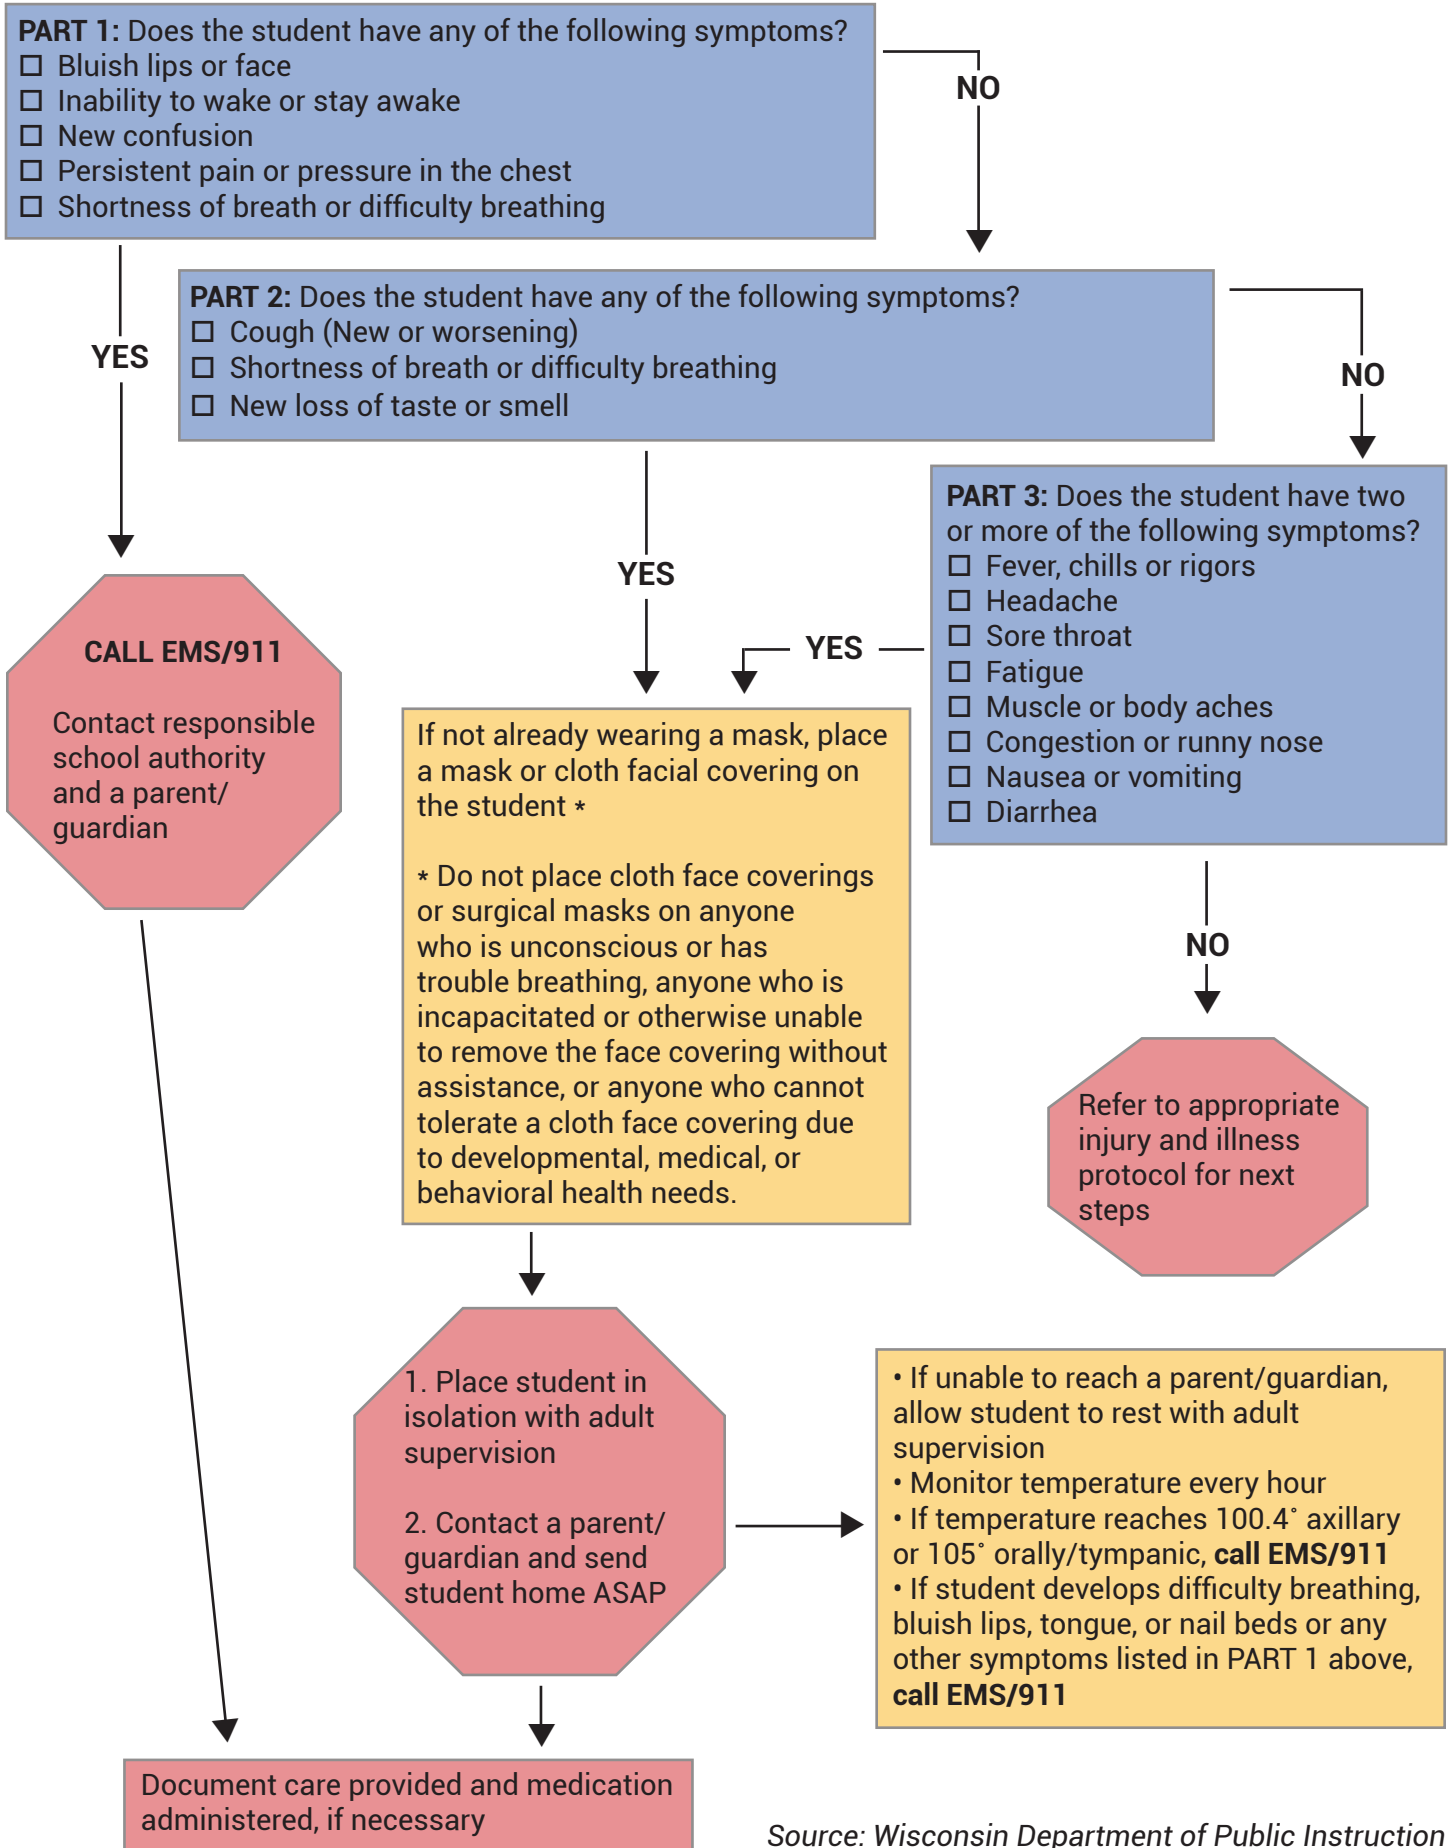 PART 1: Does the student have any of the following symptoms?
☐ Bluish lips or face
☐ Inability to wake or stay awake
☐ New confusion
☐ Persistent pain or pressure in the chest
☐ Shortness of breath or difficulty breathing
NO
YES
PART 2: Does the student have any of the following symptoms?
☐ Cough (New or worsening)
☐ Shortness of breath or difficulty breathing
☐ New loss of taste or smell
NO
YES
PART 3: Does the student have two
or more of the following symptoms?
☐ Fever, chills or rigors
☐ Headache
☐ Sore throat
☐ Fatigue
☐ Muscle or body aches
☐ Congestion or runny nose
☐ Nausea or vomiting
☐ Diarrhea
YES
NO
CALL EMS/911
Contact responsible
school authority
and a parent/
guardian
If not already wearing a mask, place
a mask or cloth facial covering on
the student *
* Do not place cloth face coverings
or surgical masks on anyone
who is unconscious or has
trouble breathing, anyone who is
incapacitated or otherwise unable
to remove the face covering without
assistance, or anyone who cannot
tolerate a cloth face covering due
to developmental, medical, or
behavioral health needs.
Refer to appropriate
injury and illness
protocol for next
steps
1. Place student in
isolation with adult
supervision
2. Contact a parent/
guardian and send
student home ASAP
• If unable to reach a parent/guardian,
allow student to rest with adult
supervision
• Monitor temperature every hour
• If temperature reaches 100.4˚ axillary
or 105˚ orally/tympanic, call EMS/911
• If student develops difficulty breathing,
bluish lips, tongue, or nail beds or any
other symptoms listed in PART 1 above,
call EMS/911
Document care provided and medication
administered, if necessary
Source: Wisconsin Department of Public Instruction